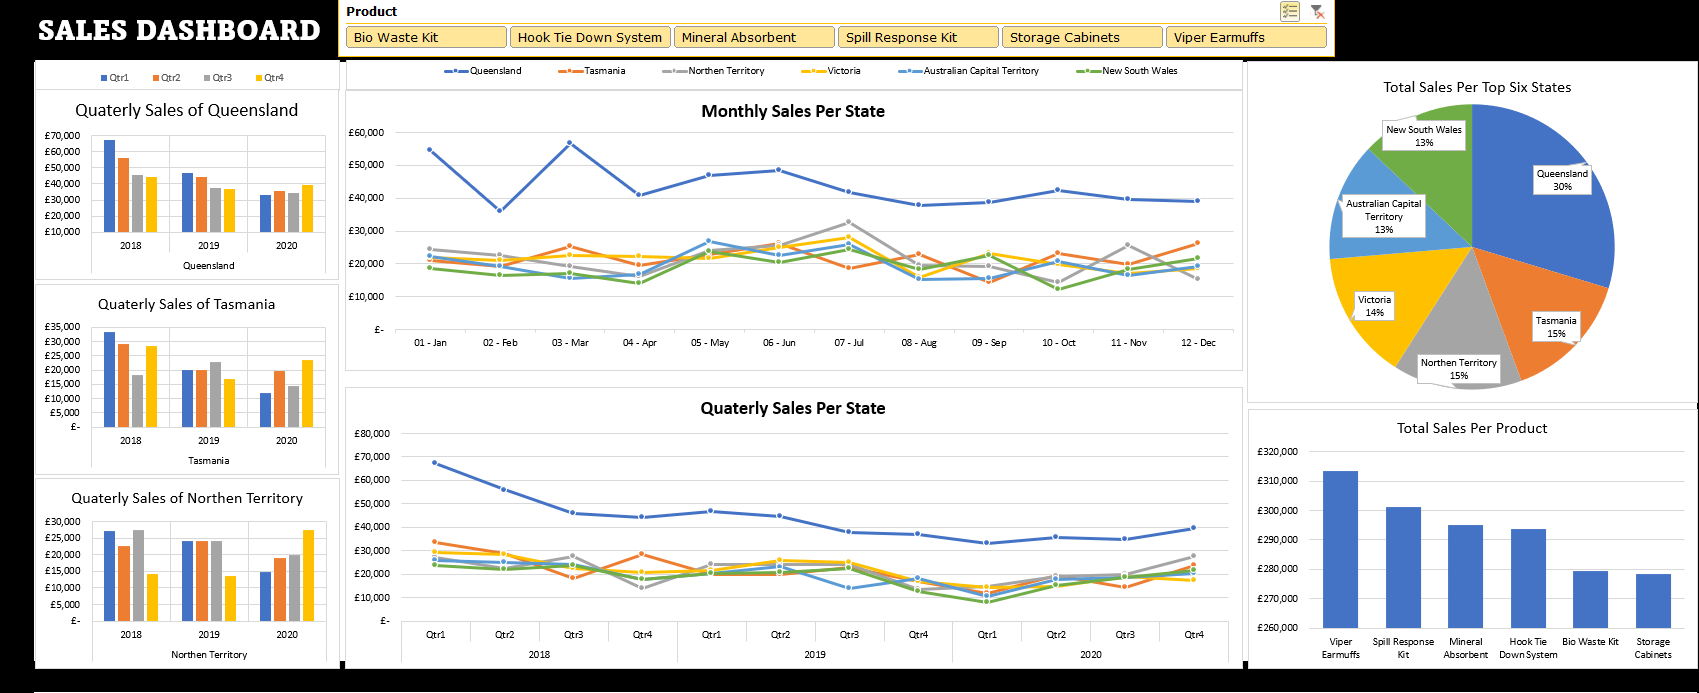 SALES DASHBOARD
Product
Bio Waste Kit
Hook Tie Down System
Mineral Absorbent
Spill Response Kit
Storage Cabinets
Viper Earmuffs
Qtr1 Qtr2 Qtr3 Qtr4
Quaterly Sales of Queensland
£70,000
£60,000
£50,000
£40,000
£30,000
£20,000
£10,000
2018 2019 2020
Queensland
Quaterly Sales of Tasmania
£35,000
£30,000
£25,000
£20,000
£15,000
£10,000
£5,000
£-
2018 2019 2020
Tasmania
Quaterly Sales of Northen Territory
£30,000
£25,000
£20,000
£15,000
£10,000
£5,000
£-
2018 2019 2020
Northen Territory
Queensland Tasmania Northen Territory Victoria Australian Capital Territory New South Wales
Monthly Sales Per State
£60,000
£50,000
£40,000
£30,000
£20,000
£10,000
£-
01 - Jan 02 - Feb 03 - Mar 04 - Apr 05 - May 06 - Jun 07 - Jul 08 - Aug 09 - Sep 10 - Oct 11 - Nov 12 - Dec
Quaterly Sales Per State
£80,000
£70,000
£60,000
£50,000
£40,000
£30,000
£20,000
£10,000
£-
Qtr1 Qtr2 Qtr3 Qtr4 Qtr1 Qtr2 Qtr3 Qtr4 Qtr1 Qtr2 Qtr3 Qtr4
2018 2019 2020
Total Sales Per Top Six States
New South Wales
13%
Queensland
30%
Australian Capital
Territory
13%
Victoria
14%
Tasmania
15%
Northen Territory
15%
Total Sales Per Product
£320,000
£310,000
£300,000
£290,000
£280,000
£270,000
£260,000
Viper
Earmuffs
Spill Response
Kit
Mineral
Absorbent
Hook Tie
Down System
Bio Waste Kit
Storage
Cabinets